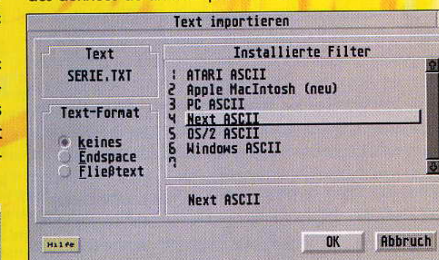 Text importieren
Text
SERIE.TXT
Text-Format
keines
Endspace
Fließtext
Installierte Filter
1 ATARI ASCII
2 Apple MacIntosh (neu)
3 PC ASCII
4 Next ASCII
5 OS/2 ASCII
6 Windows ASCII
7
Next ASCII
Hilfe
OK
Abbruch